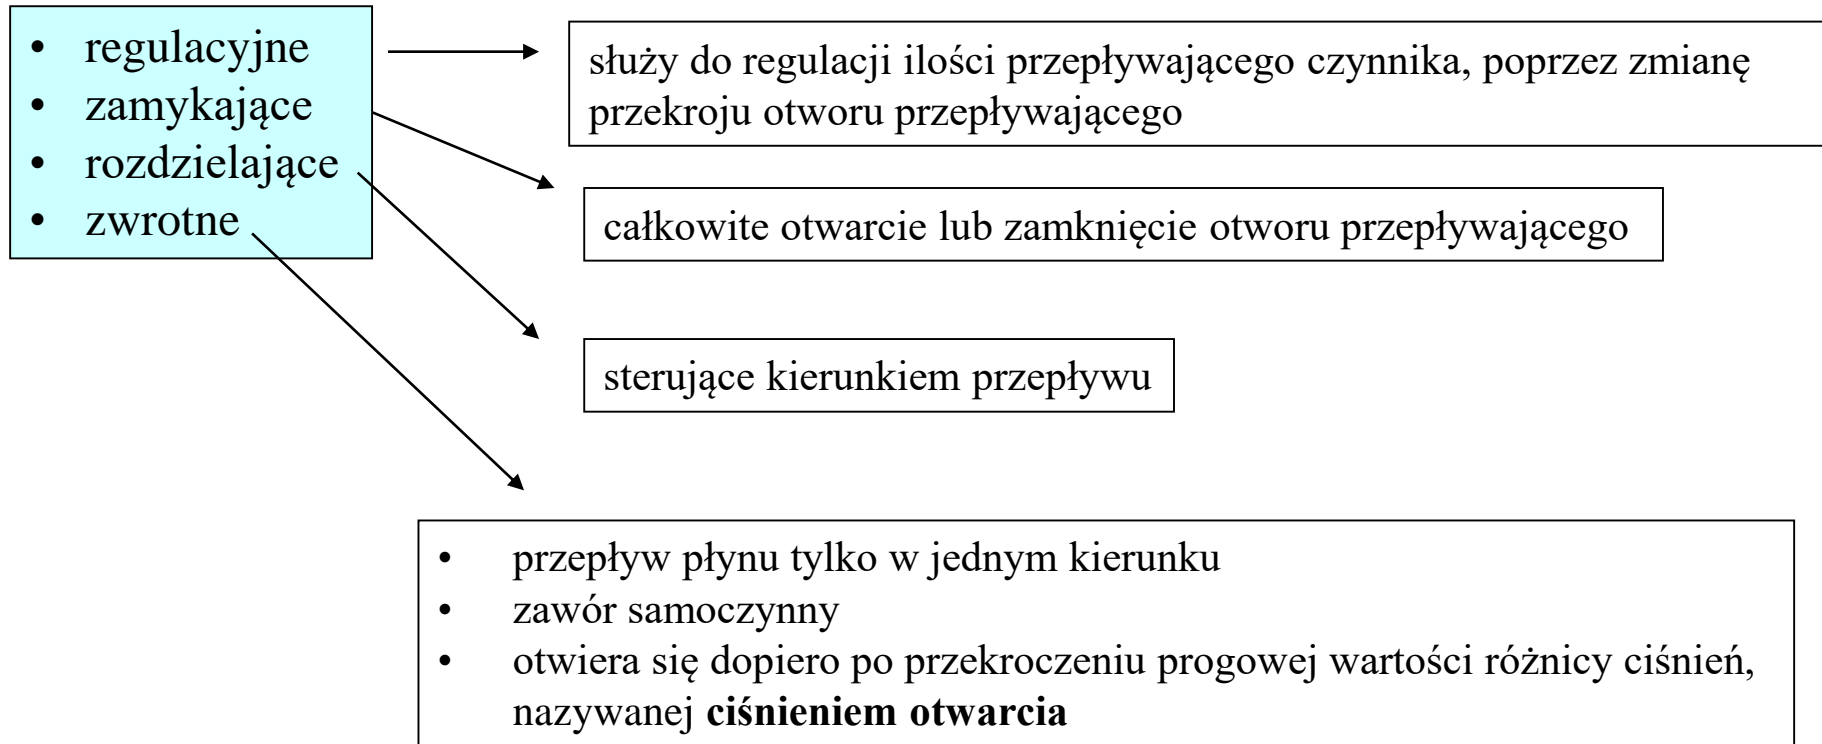 • regulacyjne
• zamykające
• rozdzielające
• zwrotne
służy do regulacji ilości przepływającego czynnika, poprzez zmianę
przekroju otworu przepływającego
całkowite otwarcie lub zamknięcie otworu przepływającego
sterujące kierunkiem przepływu
• przepływ płynu tylko w jednym kierunku
• zawór samoczynny
• otwiera się dopiero po przekroczeniu progowej wartości różnicy ciśnień,
nazywanej ciśnieniem otwarcia